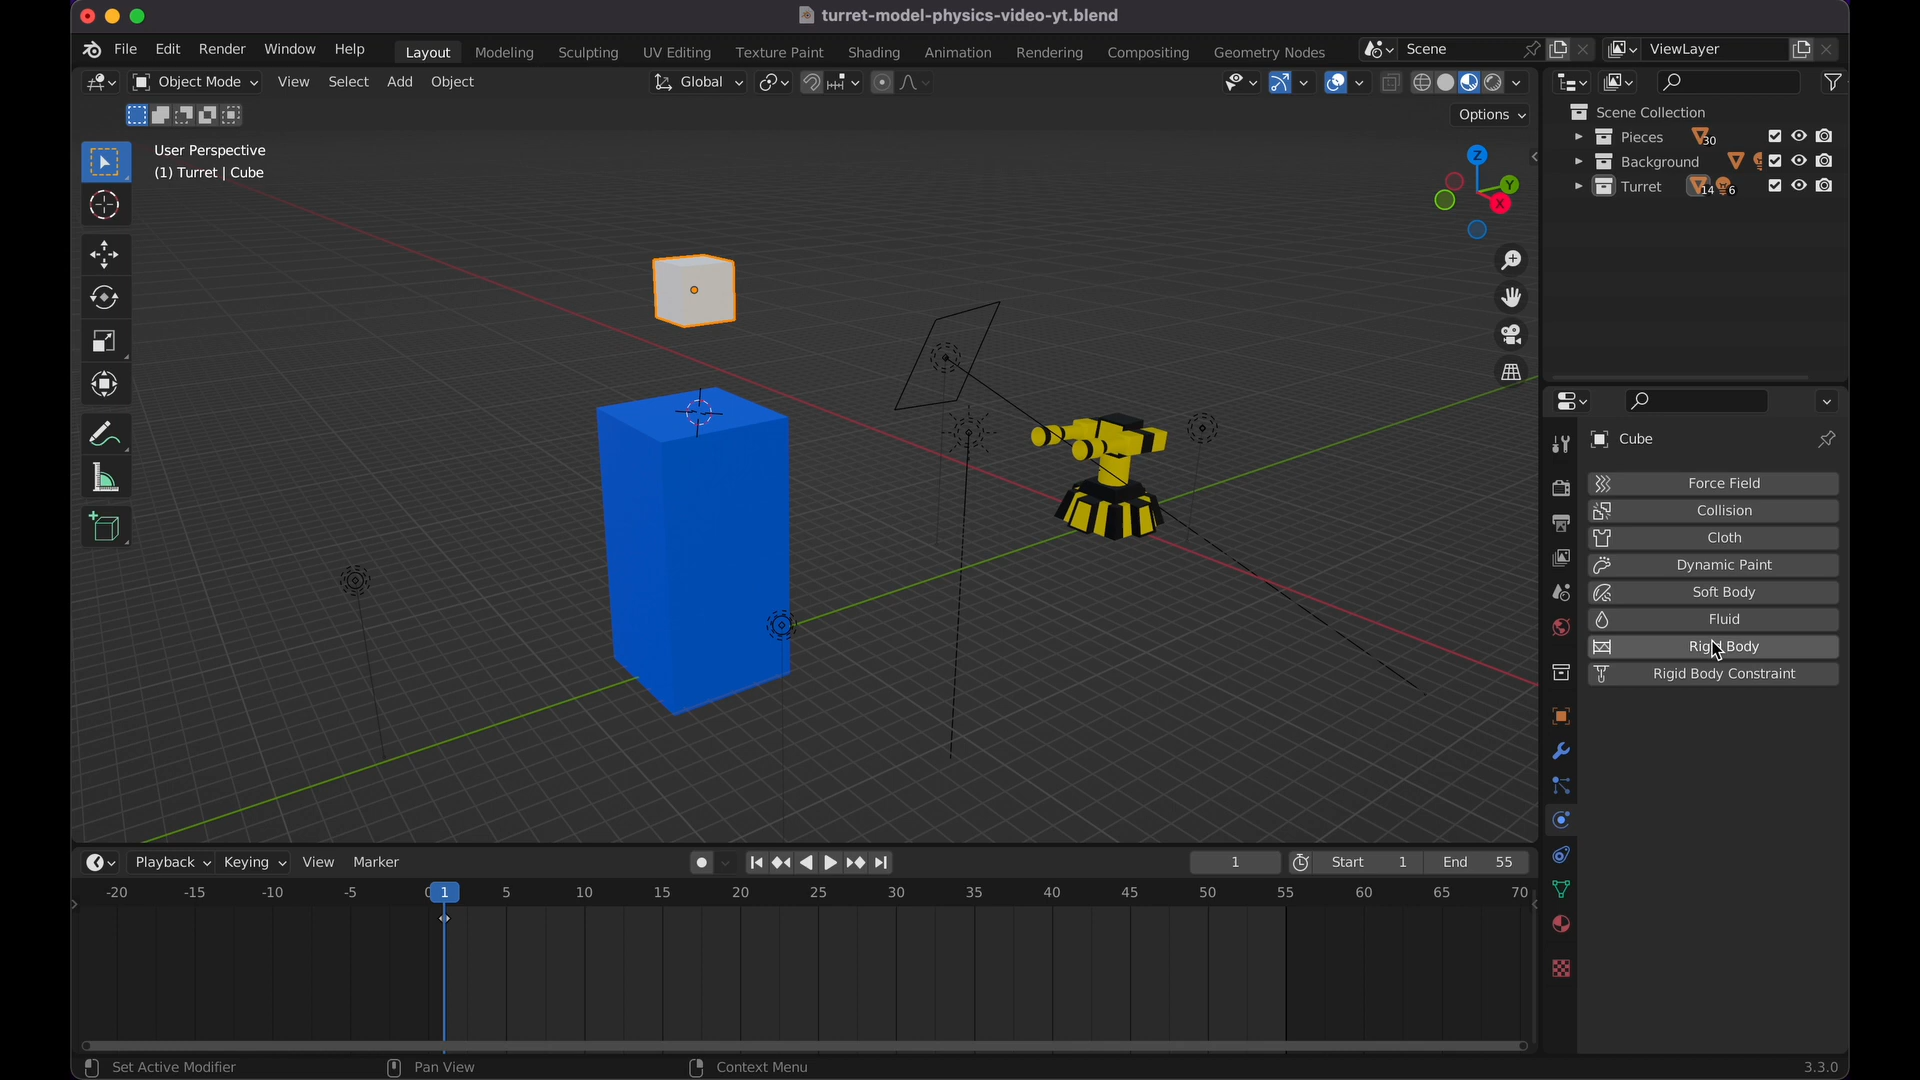 turret-model-physics-video-yt.blend
File Edit Render Window Help Layout Modeling Sculpting UV Editing Texture Paint Shading Animation Rendering Compositing Geometry Nodes Scene ViewLayer
Object Mode View Select Add Object Global
Options
User Perspective
(1) Turret | Cube
Z
Y
X
Scene Collection
Pieces 30
Background
Turret 14 6
Cube
Force Field
Collision
Cloth
Dynamic Paint
Soft Body
Fluid
Rigid Body
Rigid Body Constraint
Playback Keying View Marker 1 Start 1 End 55
-20 -15 -10 -5 0 1 5 10 15 20 25 30 35 40 45 50 55 60 65 70
Set Active Modifier Pan View Context Menu 3.3.0